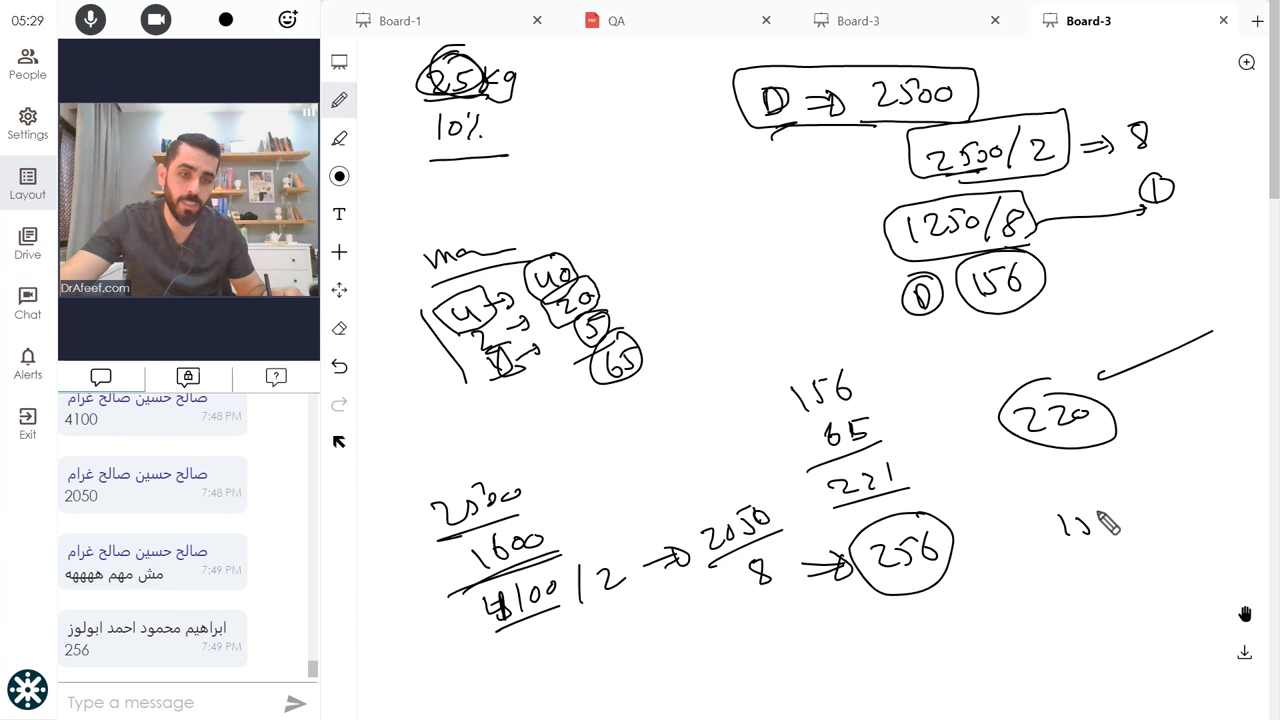 05:29
Board-1
QA
Board-3
Board-3
People
Settings
Layout
Drive
Chat
Alerts
Exit
DrAfeef.com
صالح حسين صالح غرام
4100
7:48 PM
صالح حسين صالح غرام
2050
7:48 PM
صالح حسين صالح غرام
مش مهم هههههه
7:49 PM
ابراهيم محمود احمد ابولوز
256
7:49 PM
Type a message
25 kg
10%
D ⇒ D 2500
2500/2 ⇒ 8
1250/8 → D
D 156
4 → 40
2 → 20
→ 5
65
156
65
221
220
2500
1600
4100 / 2 → 2050
8 ⇒ 256